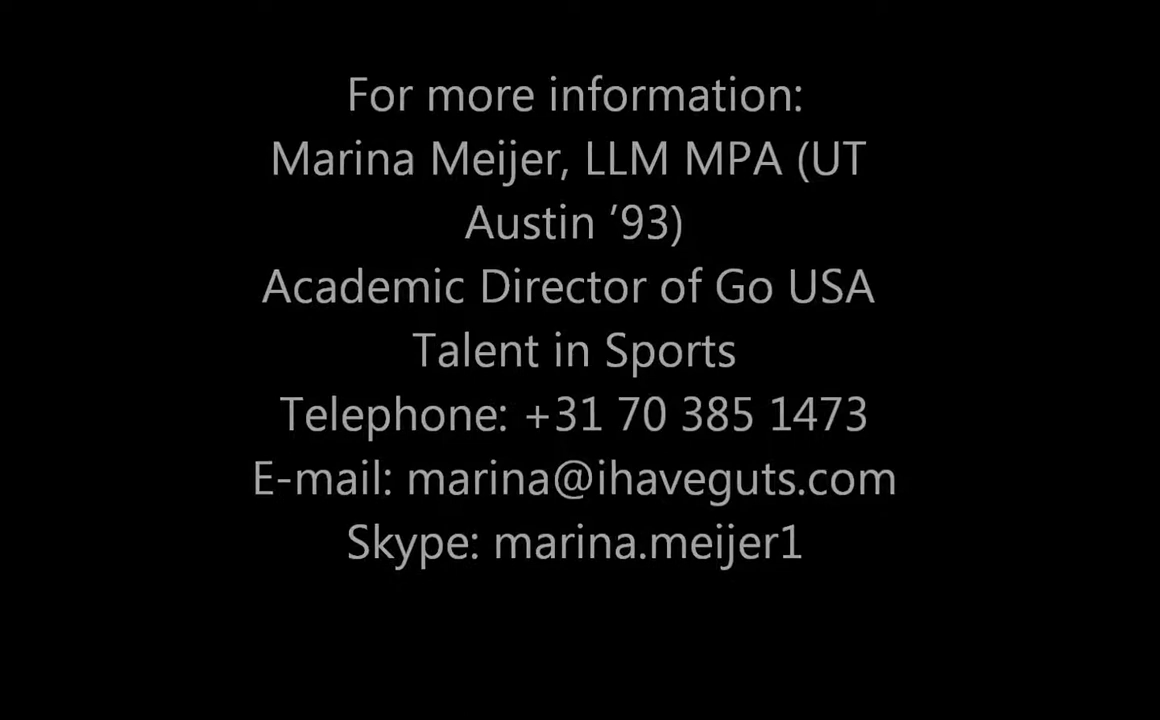 For more information:
Marina Meijer, LLM MPA (UT
Austin ’93)
Academic Director of Go USA
Talent in Sports
Telephone: +31 70 385 1473
E-mail: marina@ihaveguts.com
Skype: marina.meijer1